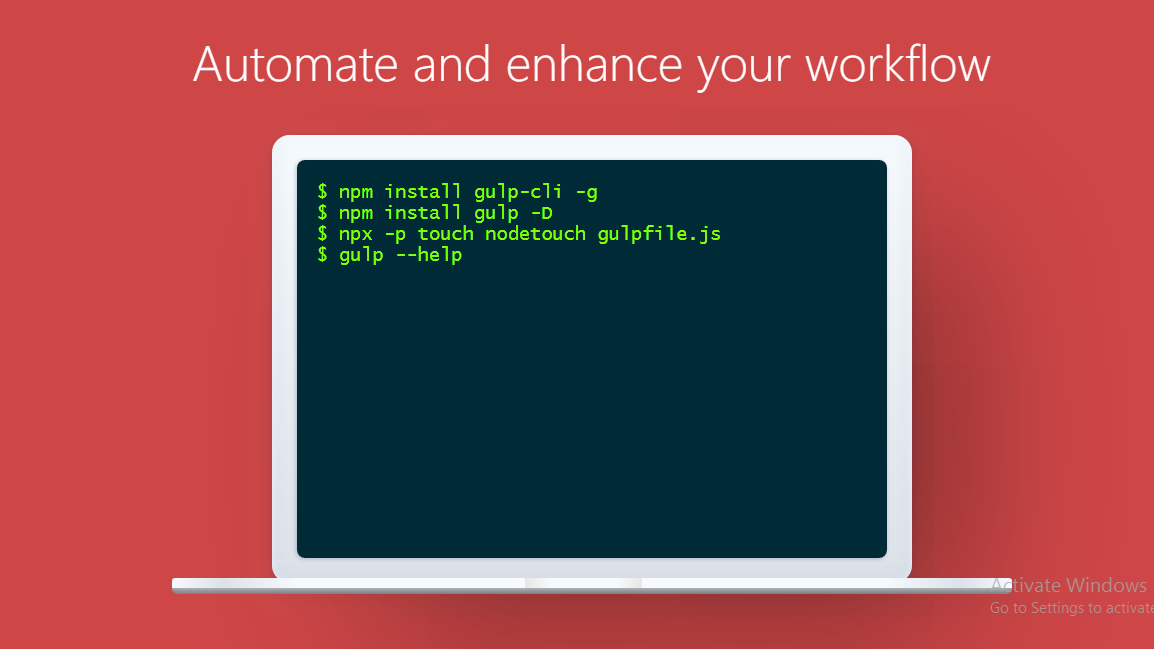 Automate and enhance your workflow
$ npm install gulp-cli -g
$ npm install gulp -D
$ npx -p touch nodetouch gulpfile.js
$ gulp --help
Activate Windows
Go to Settings to activate